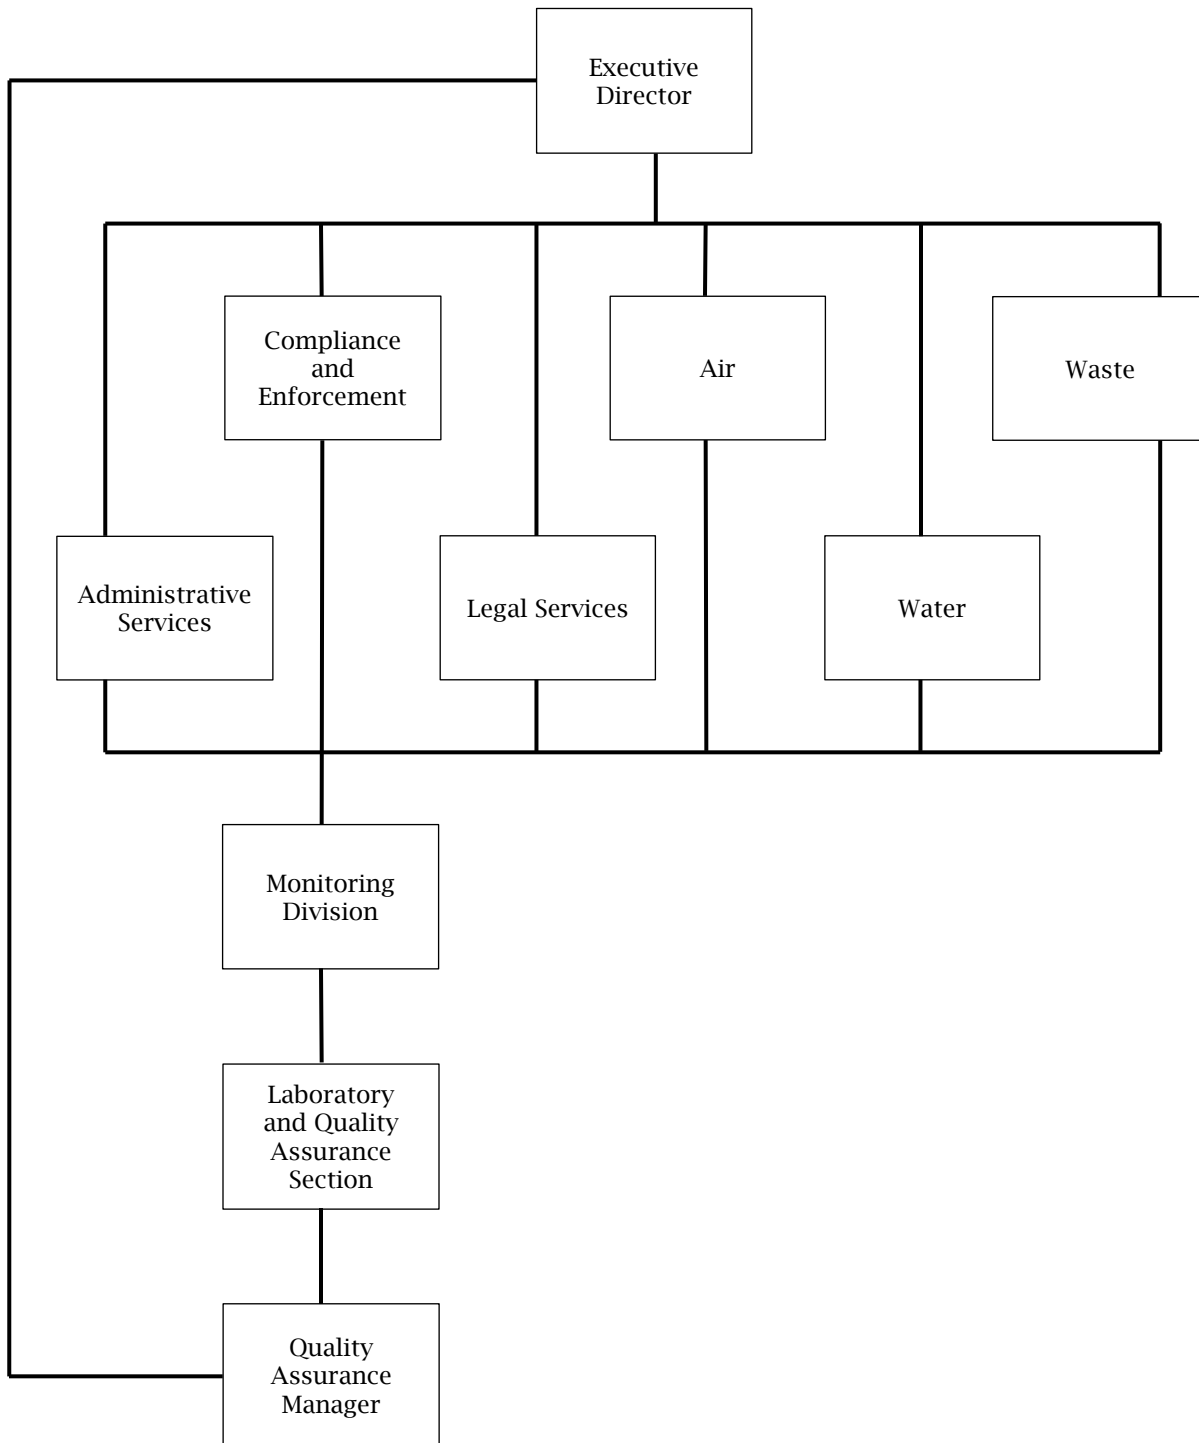 Executive
Director
Compliance
and
Enforcement
Air
Waste
Administrative
Services
Legal Services
Water
Monitoring
Division
Laboratory
and Quality
Assurance
Section
Quality
Assurance
Manager